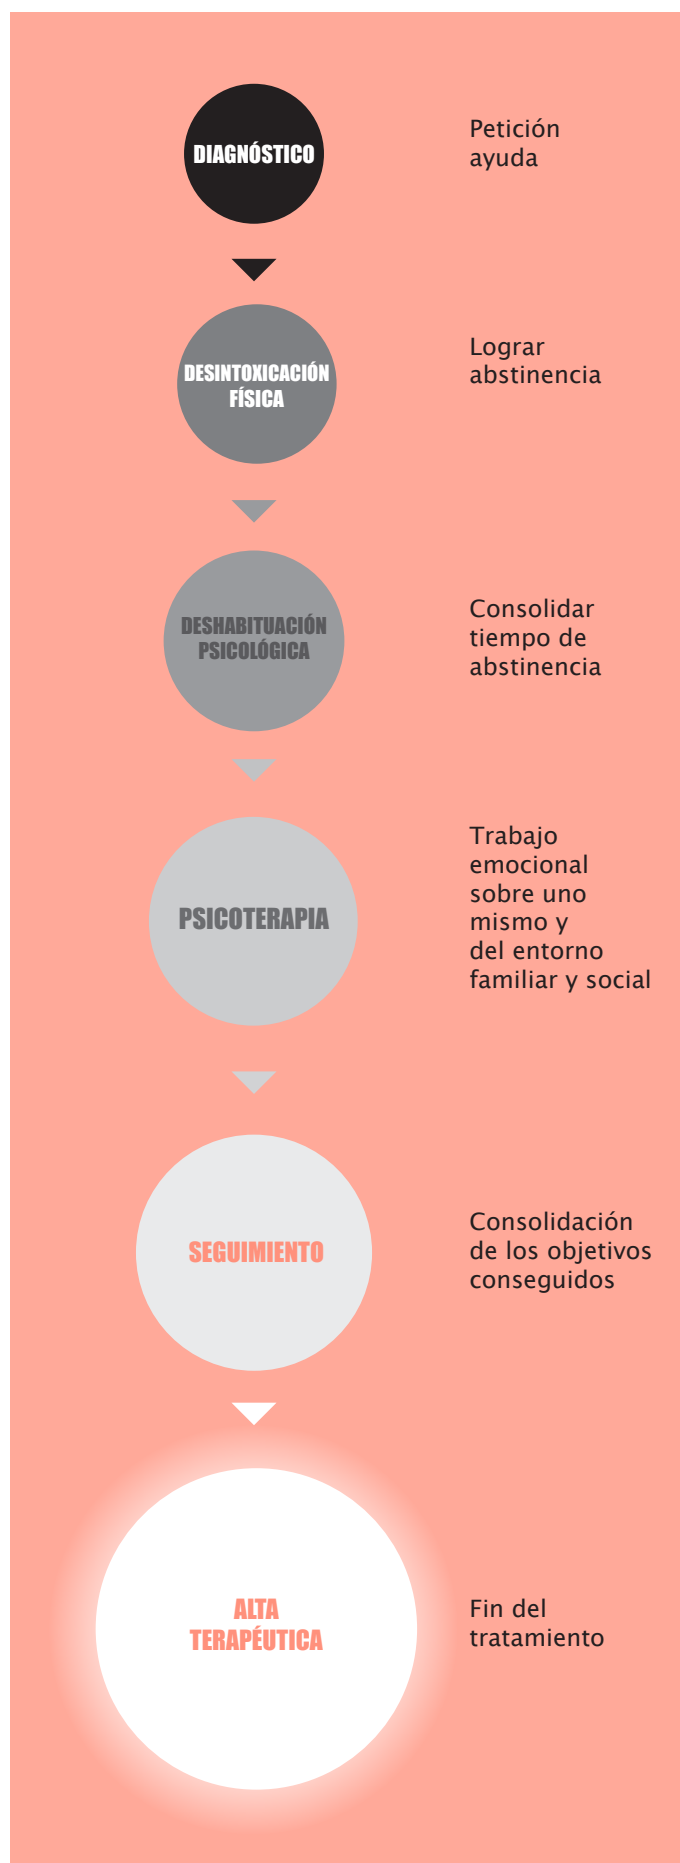 DIAGNÓSTICO
Petición
ayuda
DESINTOXICACIÓN
FÍSICA
Lograr
abstinencia
DESHABITUACIÓN
PSICOLÓGICA
Consolidar
tiempo de
abstinencia
PSICOTERAPIA
Trabajo
emocional
sobre uno
mismo y
del entorno
familiar y social
SEGUIMIENTO
Consolidación
de los objetivos
conseguidos
ALTA
TERAPÉUTICA
Fin del
tratamiento